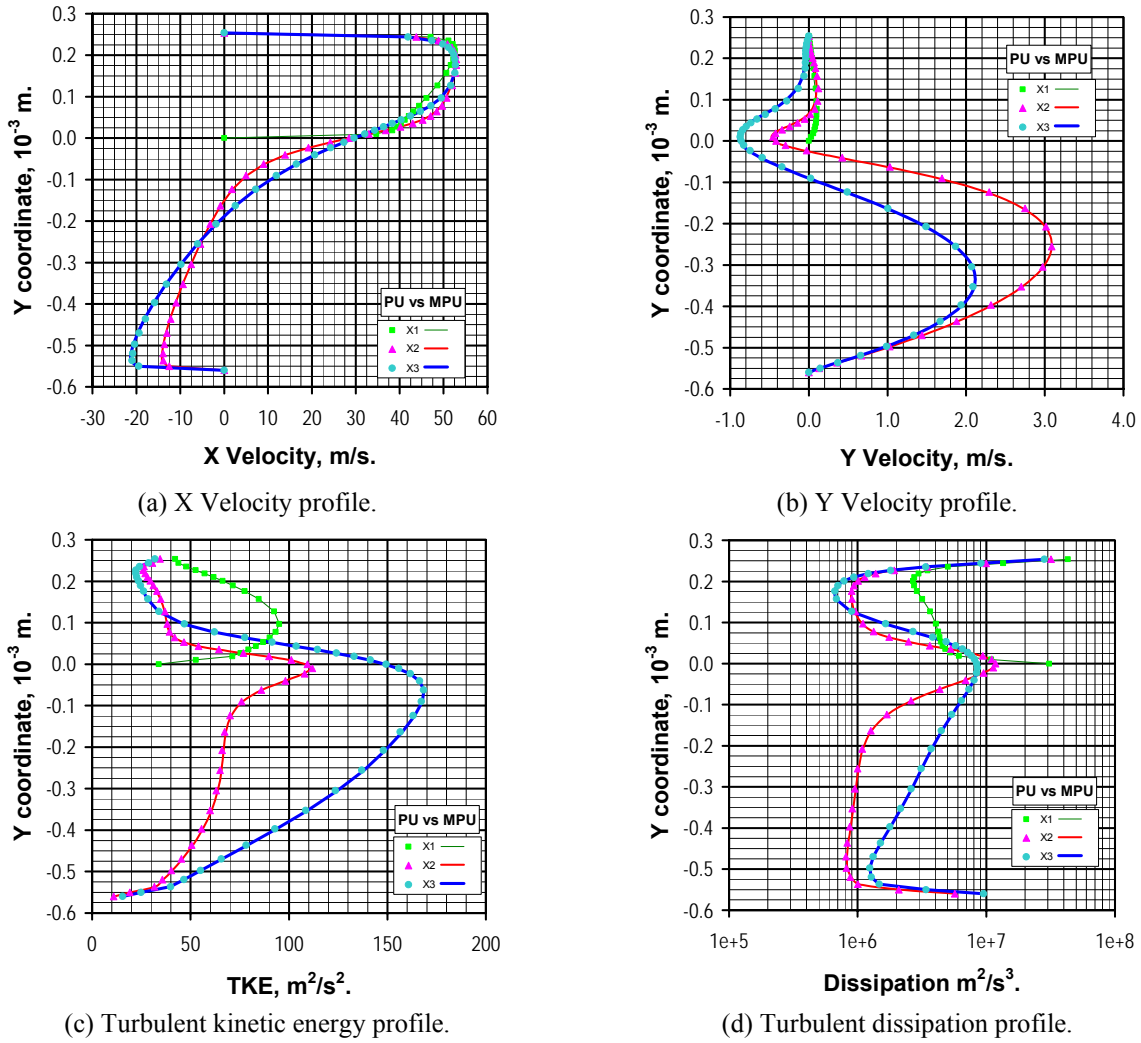 0.3
0.2
0.1
0.0
-0.1
-0.2
-0.3
-0.4
-0.5
-0.6
Y coordinate, 10⁻³ m.
PU vs MPU
X1
X2
X3
-30 -20 -10 0 10 20 30 40 50 60
X Velocity, m/s.
(a) X Velocity profile.
0.3
0.2
0.1
0.0
-0.1
-0.2
-0.3
-0.4
-0.5
-0.6
Y coordinate, 10⁻³ m.
PU vs MPU
X1
X2
X3
-1.0 0.0 1.0 2.0 3.0 4.0
Y Velocity, m/s.
(b) Y Velocity profile.
0.3
0.2
0.1
0.0
-0.1
-0.2
-0.3
-0.4
-0.5
-0.6
Y coordinate, 10⁻³ m.
PU vs MPU
X1
X2
X3
0 50 100 150 200
TKE, m²/s².
(c) Turbulent kinetic energy profile.
0.3
0.2
0.1
0.0
-0.1
-0.2
-0.3
-0.4
-0.5
-0.6
Y coordinate, 10⁻³ m.
PU vs MPU
X1
X2
X3
1e+5 1e+6 1e+7 1e+8
Dissipation m²/s³.
(d) Turbulent dissipation profile.